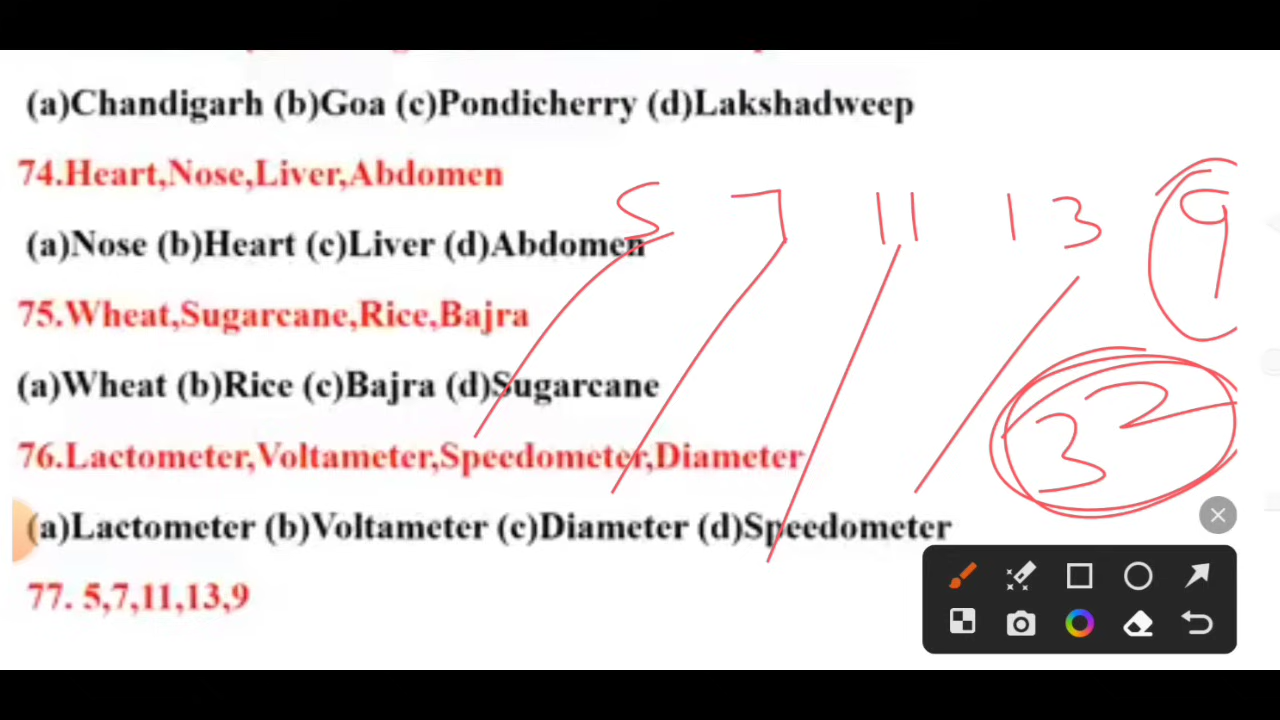 (a)Chandigarh (b)Goa (c)Pondicherry (d)Lakshadweep
74.Heart,Nose,Liver,Abdomen
5 7 11 13 9
(a)Nose (b)Heart (c)Liver (d)Abdomen
75.Wheat,Sugarcane,Rice,Bajra
(a)Wheat (b)Rice (c)Bajra (d)Sugarcane
3²
76.Lactometer,Voltameter,Speedometer,Diameter
(a)Lactometer (b)Voltameter (c)Diameter (d)Speedometer
77. 5,7,11,13,9